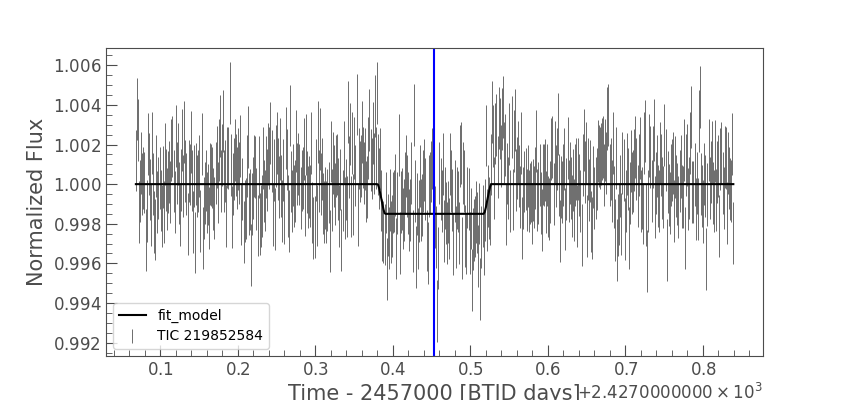 1.006
1.004
1.002
1.000
0.998
0.996
0.994
0.992
Normalized Flux
fit_model
TIC 219852584
0.1 0.2 0.3 0.4 0.5 0.6 0.7 0.8
Time - 2457000 [BTJD days]
+2.4270000000 × 10³